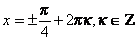 x = ±π/4 + 2πκ, κ ∈ Z